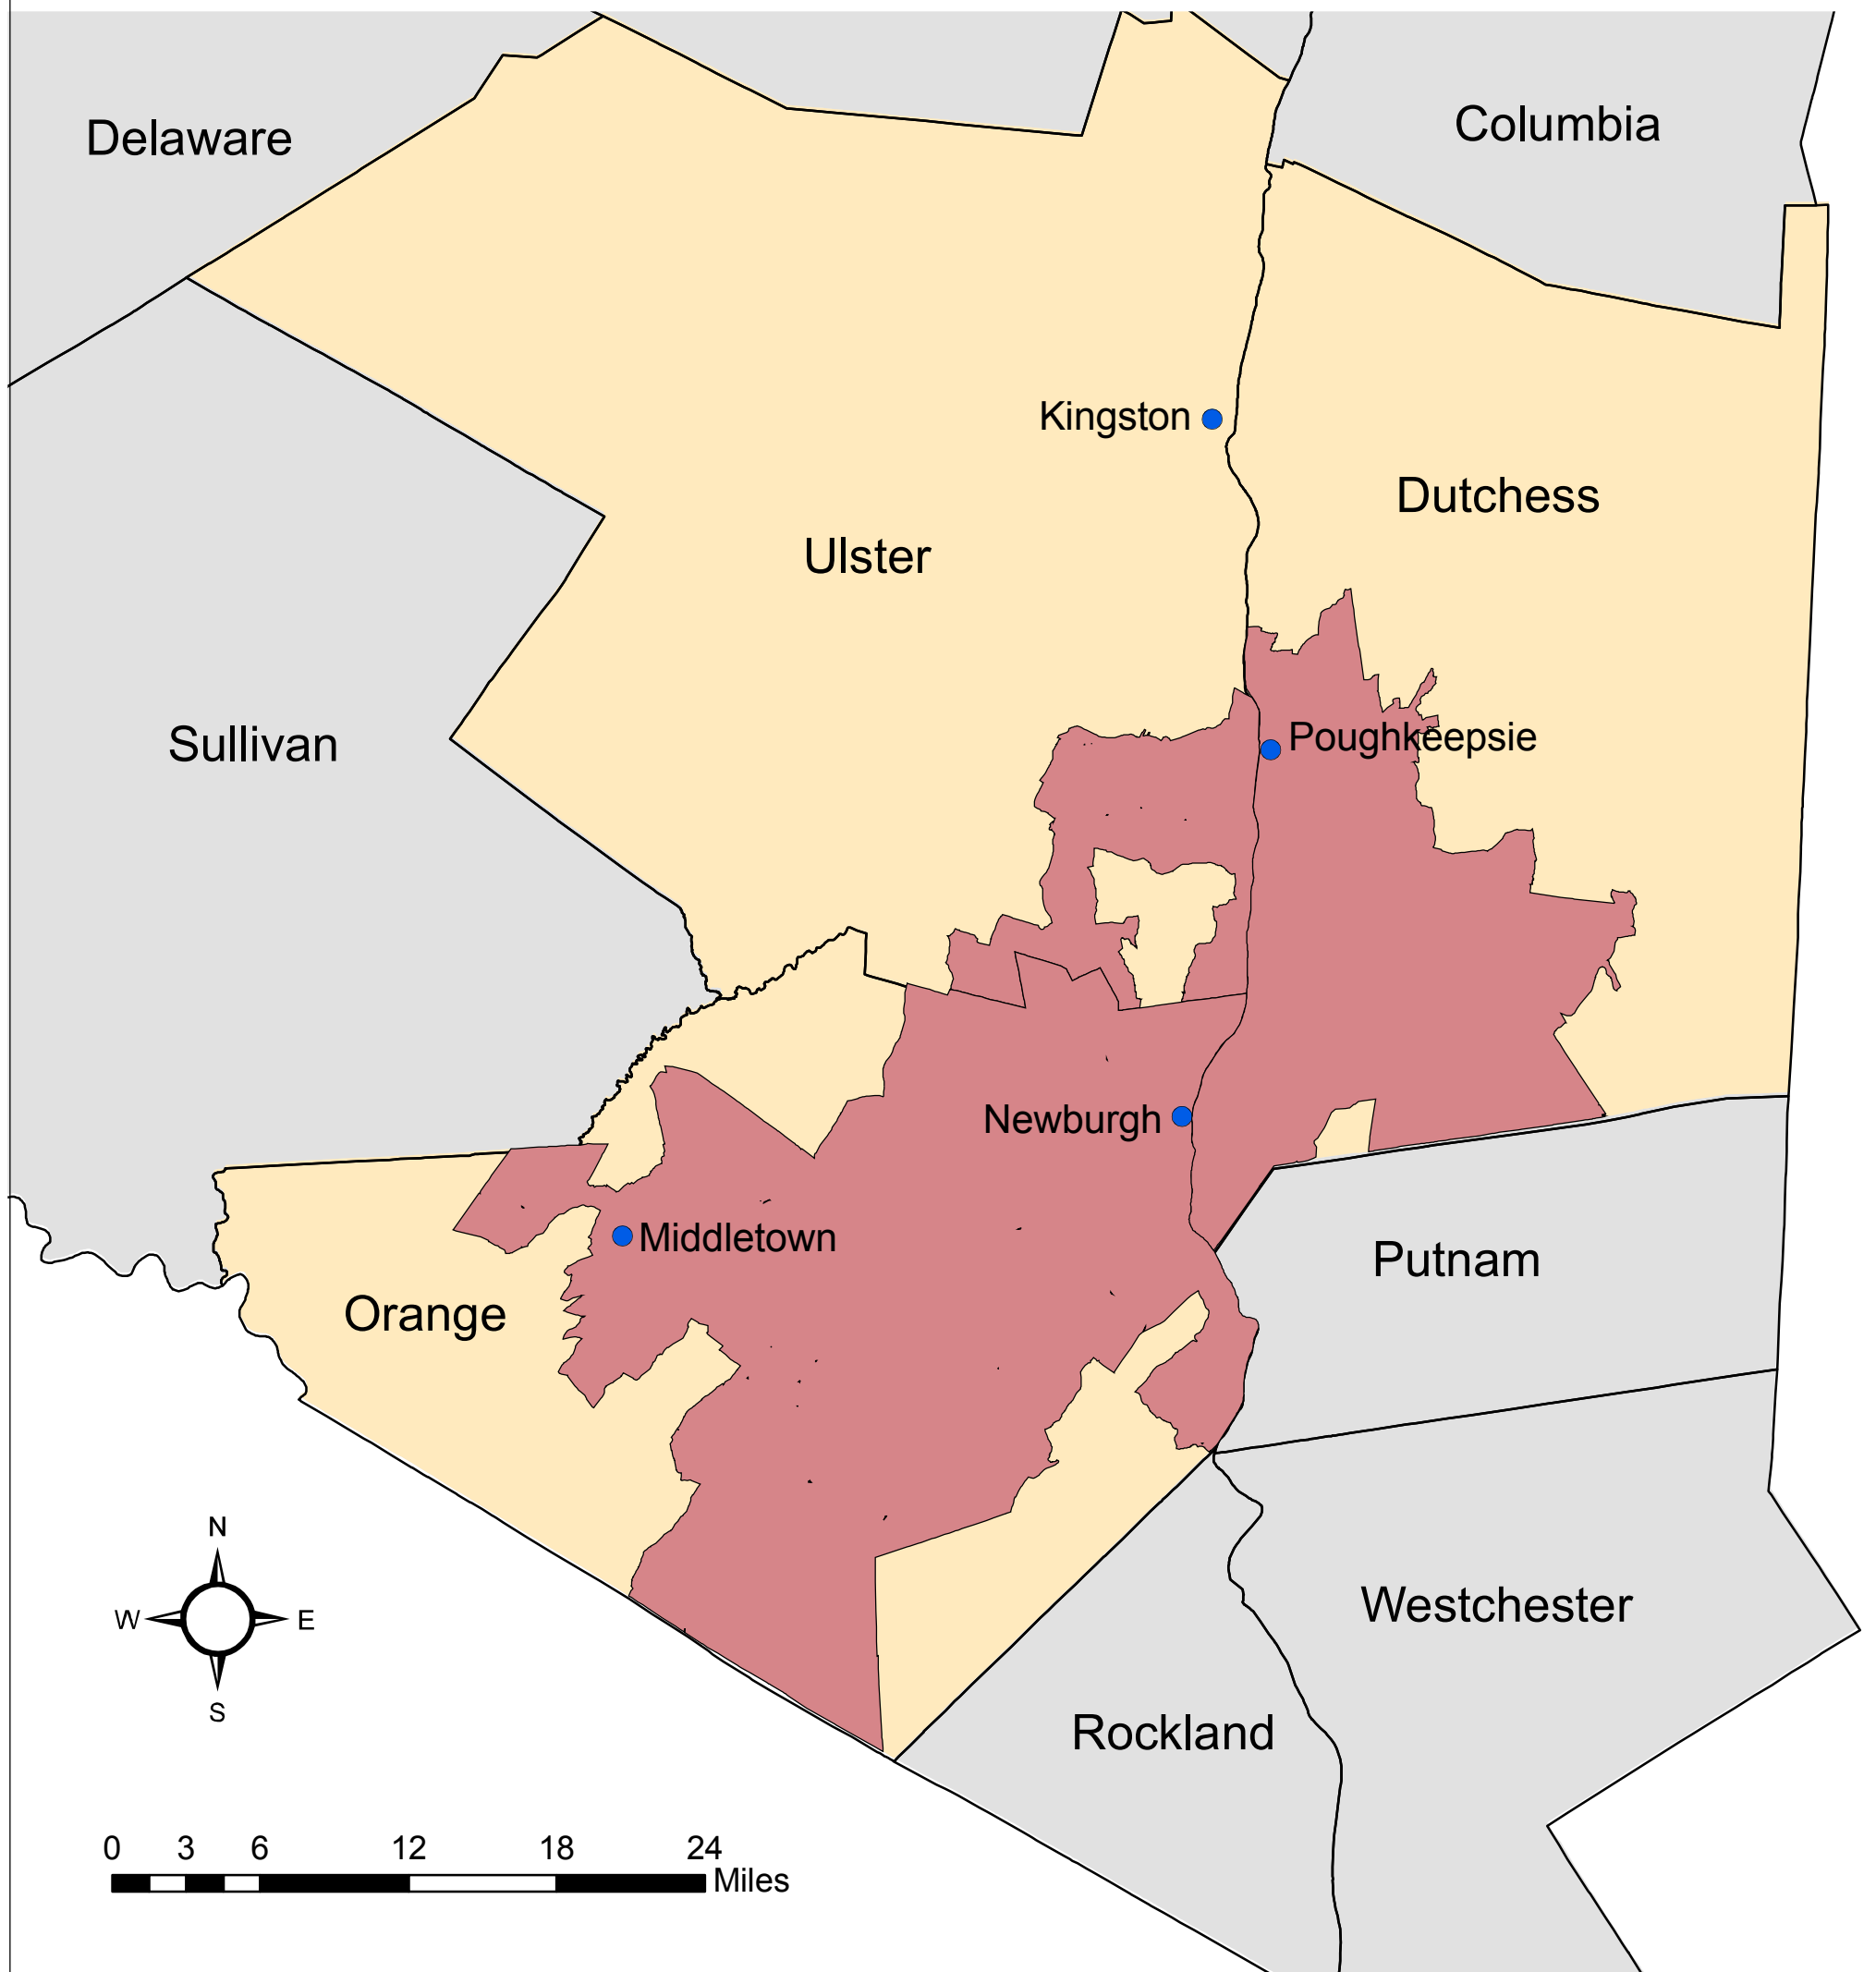 Columbia
Delaware
Kingston
Dutchess
Ulster
Poughkeepsie
Sullivan
Newburgh
Middletown
Putnam
Orange
N
W
E
S
Westchester
Rockland
0 3 6 12 18 24
Miles